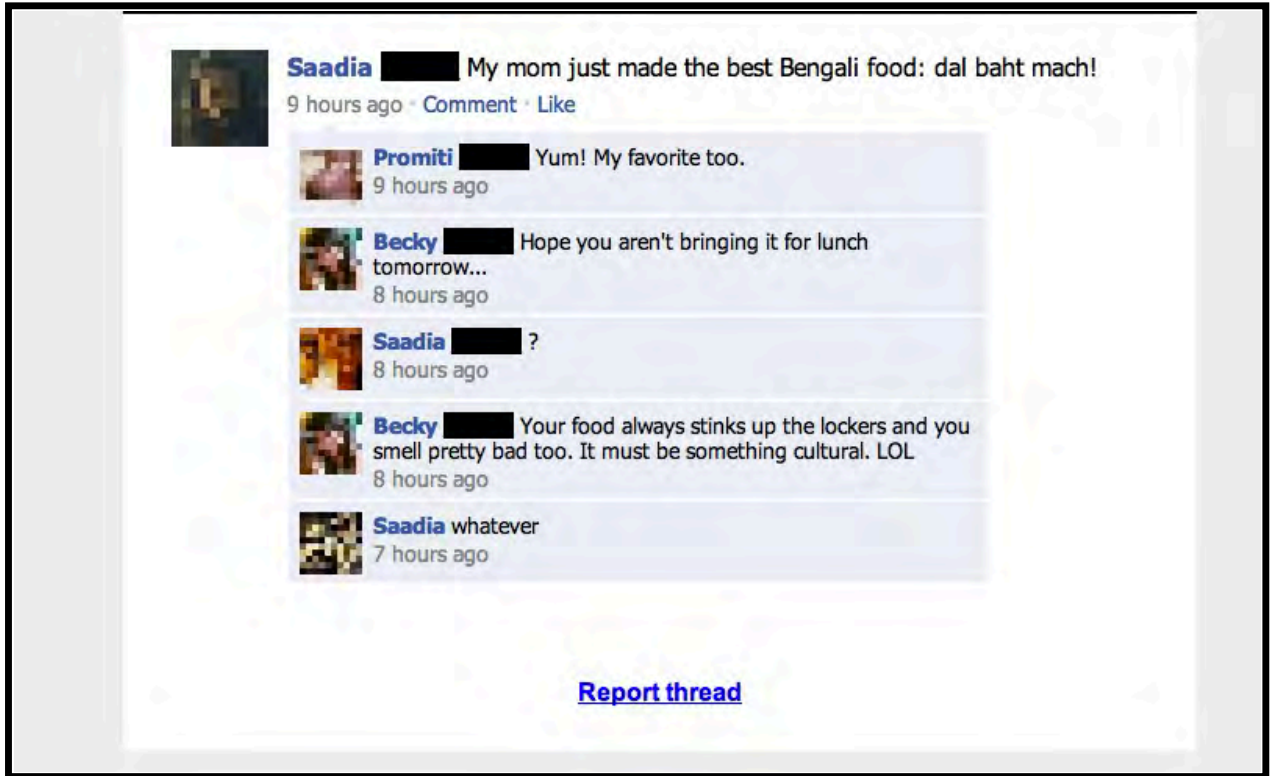 Saadia My mom just made the best Bengali food: dal baht mach!
9 hours ago · Comment · Like
Promiti Yum! My favorite too.
9 hours ago
Becky Hope you aren't bringing it for lunch
tomorrow...
8 hours ago
Saadia ?
8 hours ago
Becky Your food always stinks up the lockers and you
smell pretty bad too. It must be something cultural. LOL
8 hours ago
Saadia whatever
7 hours ago
Report thread